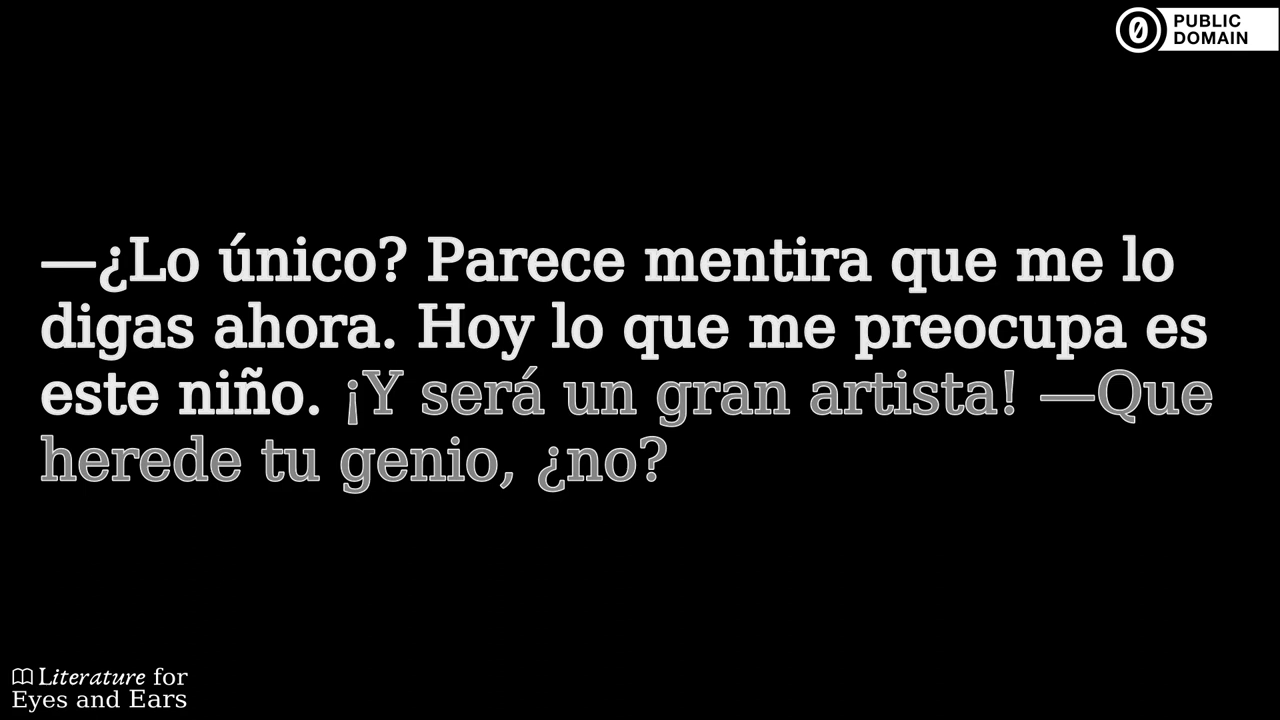 PUBLIC
DOMAIN
—¿Lo único? Parece mentira que me lo
digas ahora. Hoy lo que me preocupa es
este niño. ¡Y será un gran artista! —Que
herede tu genio, ¿no?
Literature for
Eyes and Ears